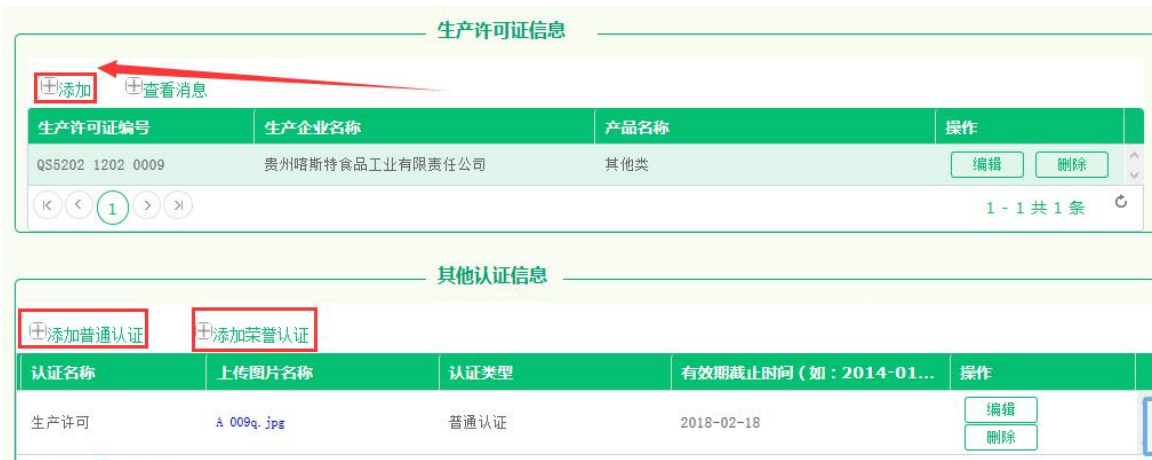 生产许可证信息
添加 查看消息
生产许可证编号 生产企业名称 产品名称 操作
QS5202 1202 0009 贵州喀斯特食品工业有限责任公司 其他类 编辑 删除
1 1 - 1 共 1 条
其他认证信息
添加普通认证 添加荣誉认证
认证名称 上传图片名称 认证类型 有效期截止时间 ( 如 : 2014-01... 操作
生产许可 A 009q. jpg 普通认证 2018-02-18 编辑
删除